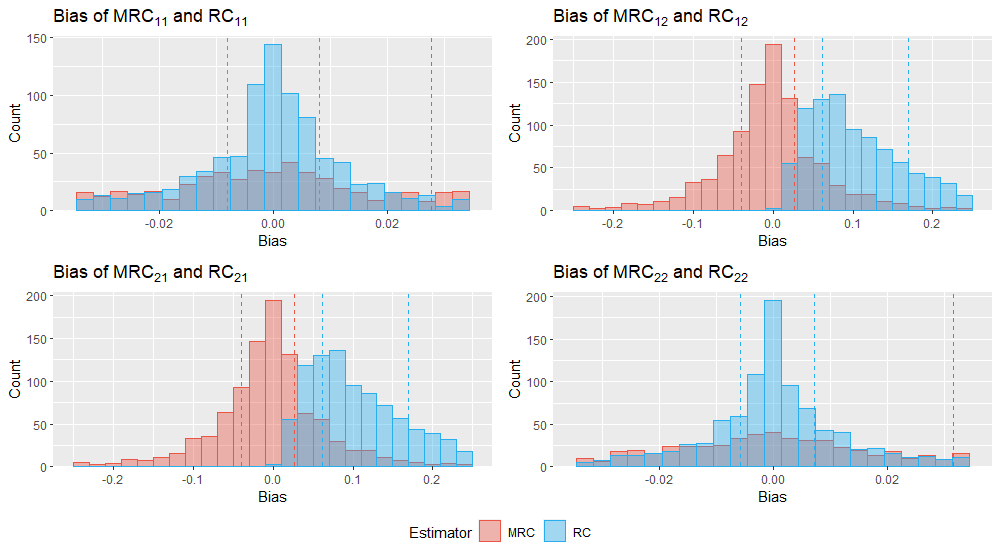 Bias of MRC₁₁ and RC₁₁
150
100
50
0
Count
-0.02 0.00 0.02
Bias
Bias of MRC₁₂ and RC₁₂
200
150
100
50
0
Count
-0.2 -0.1 0.0 0.1 0.2
Bias
Bias of MRC₂₁ and RC₂₁
200
150
100
50
0
Count
-0.2 0.0 0.2
Bias
Bias of MRC₂₂ and RC₂₂
200
150
100
50
0
Count
-0.02 0.00 0.02
Bias
Estimator MRC RC